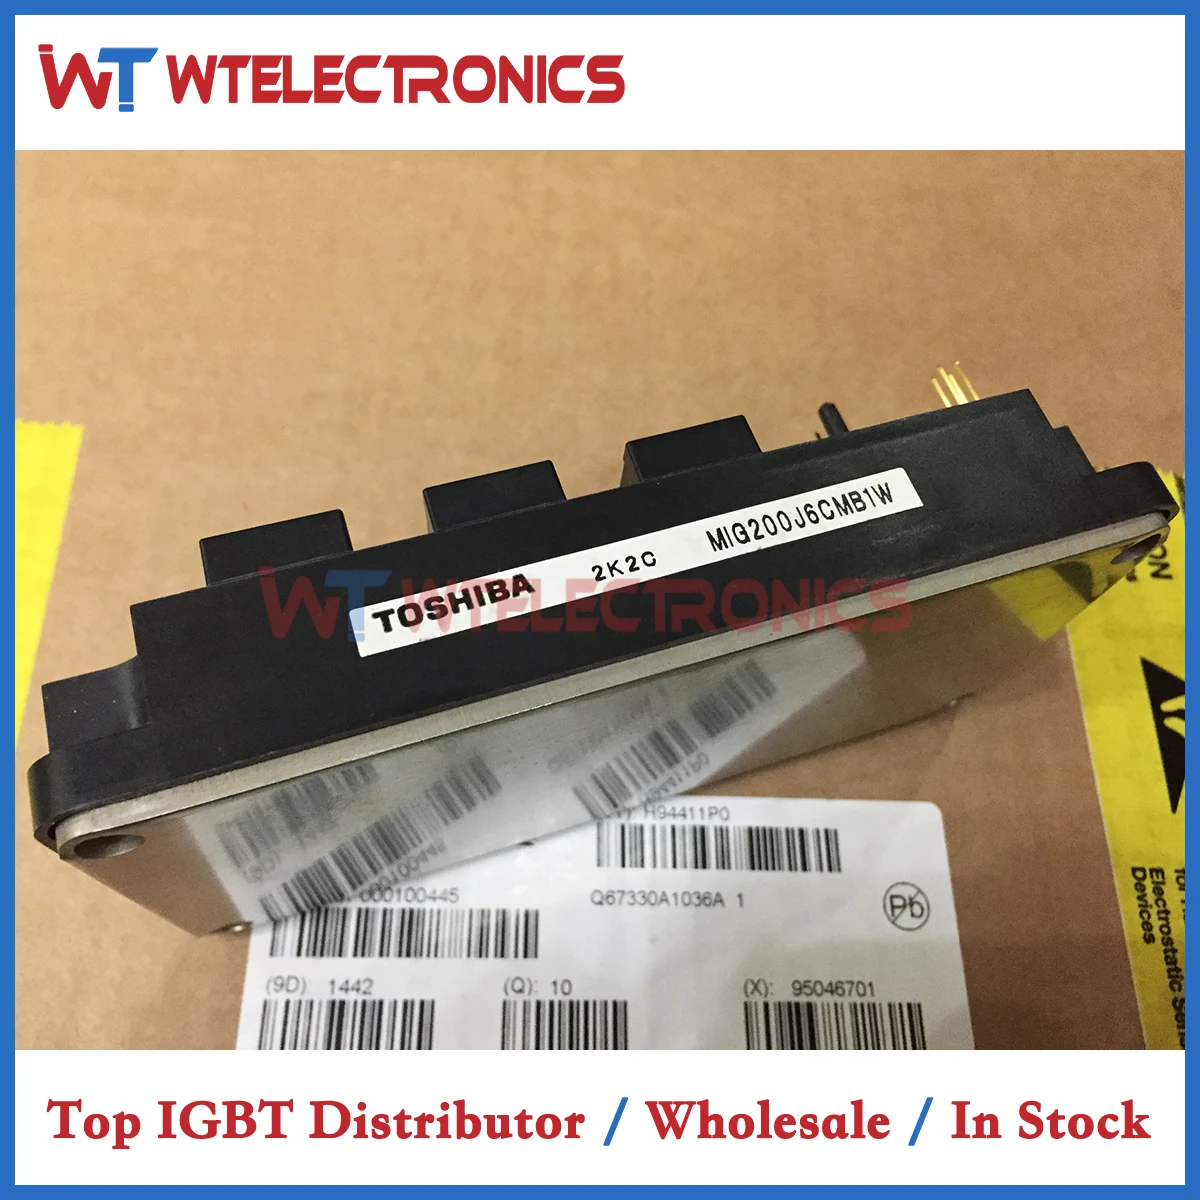 WT WTELECTRONICS
TOSHIBA 2K2C MIG200J6CMB1W
WT WTELECTRONICS
H94411P0
000100445
Q67330A1036A 1
Pb
(9D): 1442 (Q): 10 (X): 95046701
Electrostatic
Devices
Top IGBT Distributor / Wholesale / In Stock